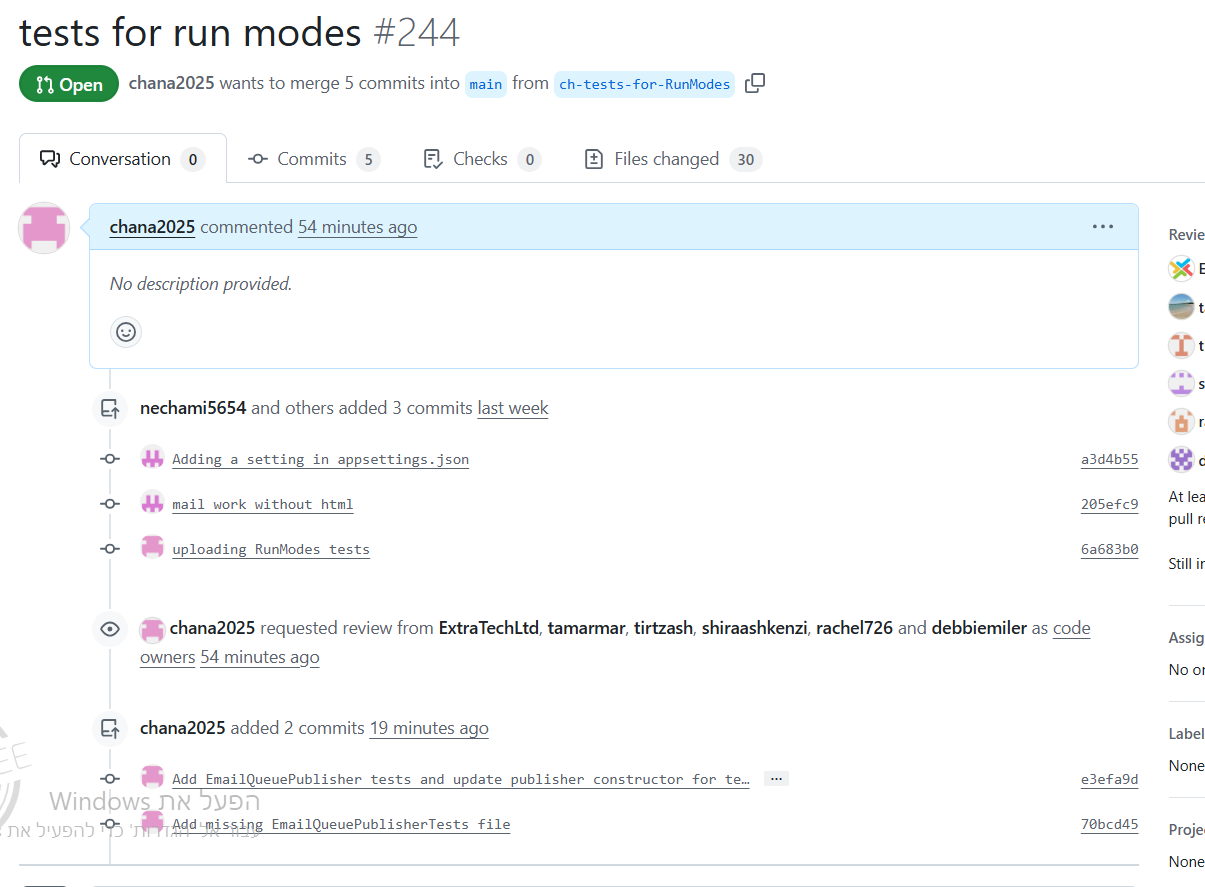 tests for run modes #244
Open chana2025 wants to merge 5 commits into main from ch-tests-for-RunModes
Conversation 0 Commits 5 Checks 0 Files changed 30
chana2025 commented 54 minutes ago ...
No description provided.
nechami5654 and others added 3 commits last week
Adding a setting in appsettings.json a3d4b55
mail work without html 205efc9
uploading RunModes tests 6a683b0
chana2025 requested review from ExtraTechLtd, tamarmar, tirtzash, shiraashkenzi, rachel726 and debbiemiler as code
owners 54 minutes ago
chana2025 added 2 commits 19 minutes ago
Add EmailQueuePublisher tests and update publisher constructor for te… ... e3efa9d
הפעל את Windows
Add missing EmailQueuePublisherTests file 70bcd45
כדי להפעיל את
Revie
E
t
t
s
r
d
At lea
pull re
Still in
Assig
No on
Label
None
Proje
None